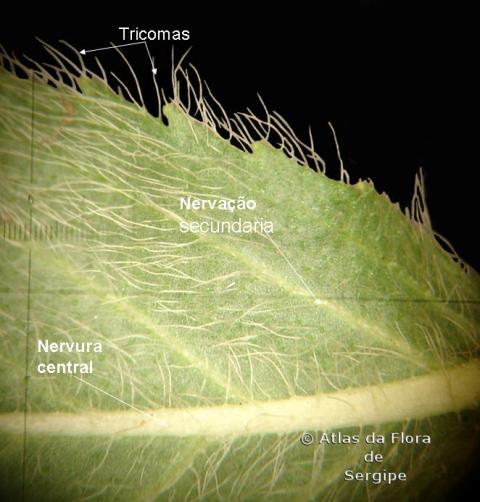 Tricomas
Nervação
secundaria
Nervura
central
© Atlas da Flora
de
Sergipe